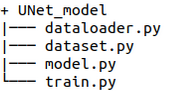 + UNet_model
├── dataloader.py
├── dataset.py
├── model.py
└── train.py